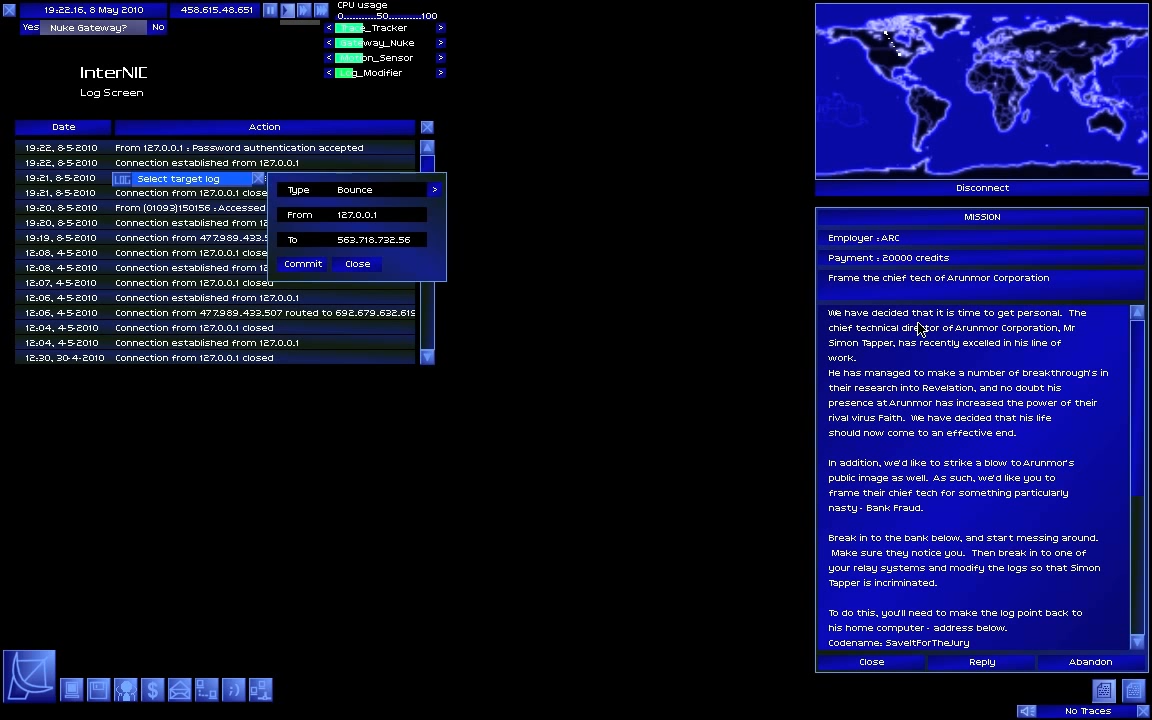 19:22.16, 8 May 2010
458.615.48.651
CPU usage
0......50..........100
Yes
Nuke Gateway?
No
< Trace_Tracker >
< Gateway_Nuke >
< Motion_Sensor >
< Log_Modifier >
InterNIC
Log Screen
Date
Action
19:22, 8-5-2010 From 127.0.0.1 : Password authentication accepted
19:22, 8-5-2010 Connection established from 127.0.0.1
19:21, 8-5-2010
LOG Select target log
19:21, 8-5-2010 Connection from 127.0.0.1 close
19:20, 8-5-2010 From (01093)150156 : Accessed
19:20, 8-5-2010 Connection established from
19:19, 8-5-2010 Connection from 477.989.433.5
12:08, 4-5-2010 Connection from 127.0.0.1 close
12:08, 4-5-2010 Connection established from
12:07, 4-5-2010 Connection from 127.0.0.1 closed
12:06, 4-5-2010 Connection established from 127.0.0.1
12:06, 4-5-2010 Connection from 477.989.433.507 routed to 692.679.632.619
12:04, 4-5-2010 Connection from 127.0.0.1 closed
12:04, 4-5-2010 Connection established from 127.0.0.1
12:30, 30-4-2010 Connection from 127.0.0.1 closed
Type Bounce >
From 127.0.0.1
To 563.718.732.56
Commit
Close
Disconnect
MISSION
Employer : ARC
Payment : 20000 credits
Frame the chief tech of Arunmor Corporation
We have decided that it is time to get personal. The
chief technical director of Arunmor Corporation, Mr
Simon Tapper, has recently excelled in his line of
work.
He has managed to make a number of breakthrough's in
their research into Revelation, and no doubt his
presence at Arunmor has increased the power of their
rival virus Faith. We have decided that his life
should now come to an effective end.
In addition, we'd like to strike a blow to Arunmor's
public image as well. As such, we'd like you to
frame their chief tech for something particularly
nasty - Bank Fraud.
Break in to the bank below, and start messing around.
Make sure they notice you. Then break in to one of
your relay systems and modify the logs so that Simon
Tapper is incriminated.
To do this, you'll need to make the log point back to
his home computer - address below.
Codename: SaveItForTheJury
Close
Reply
Abandon
No Traces